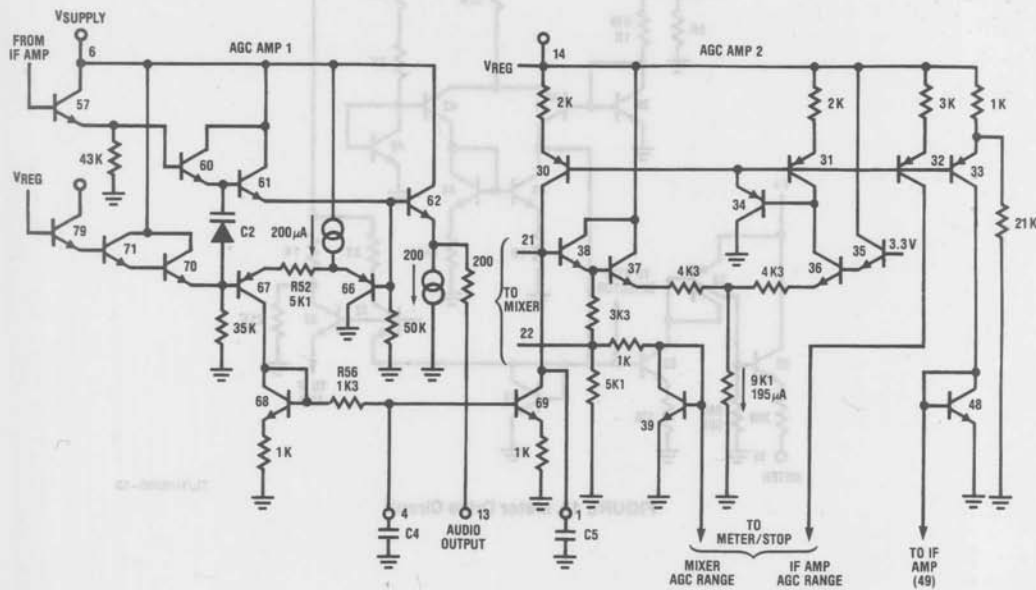 VSUPPLY
6
FROM
IF AMP
AGC AMP 1
57
43K
60
61
62
VREG
79
71
70
C2
200µA
67
R52
5K1
66
200
200
35K
50K
R56
1K3
68
69
1K
1K
4
C4
13
AUDIO
OUTPUT
1
C5
14
VREG
AGC AMP 2
2K
2K
3K
1K
30
31
32
33
34
21K
21
38
37
36
35
3.3V
TO
MIXER
4K3
4K3
3K3
22
1K
5K1
9K1
195µA
39
48
TO
METER/STOP
MIXER
AGC RANGE
IF AMP
AGC RANGE
TO IF
AMP
(49)